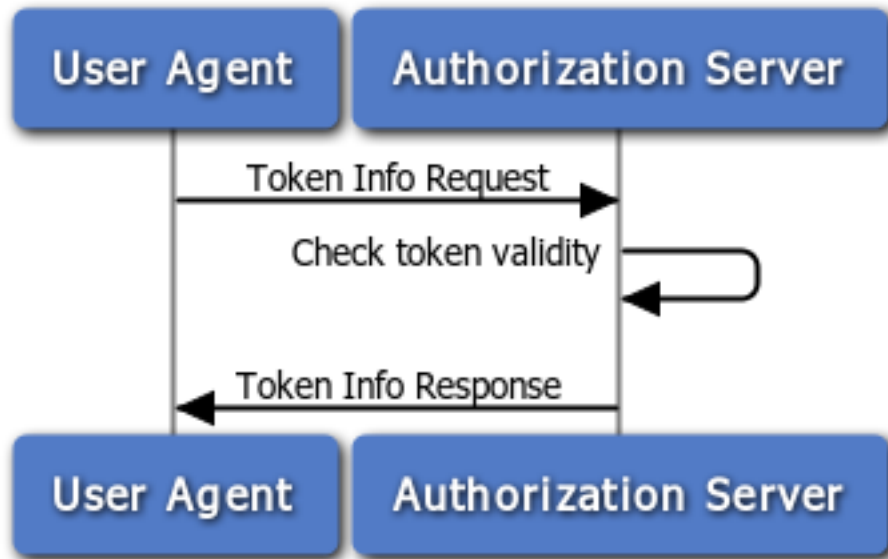 User Agent
Authorization Server
Token Info Request
Check token validity
Token Info Response
User Agent
Authorization Server